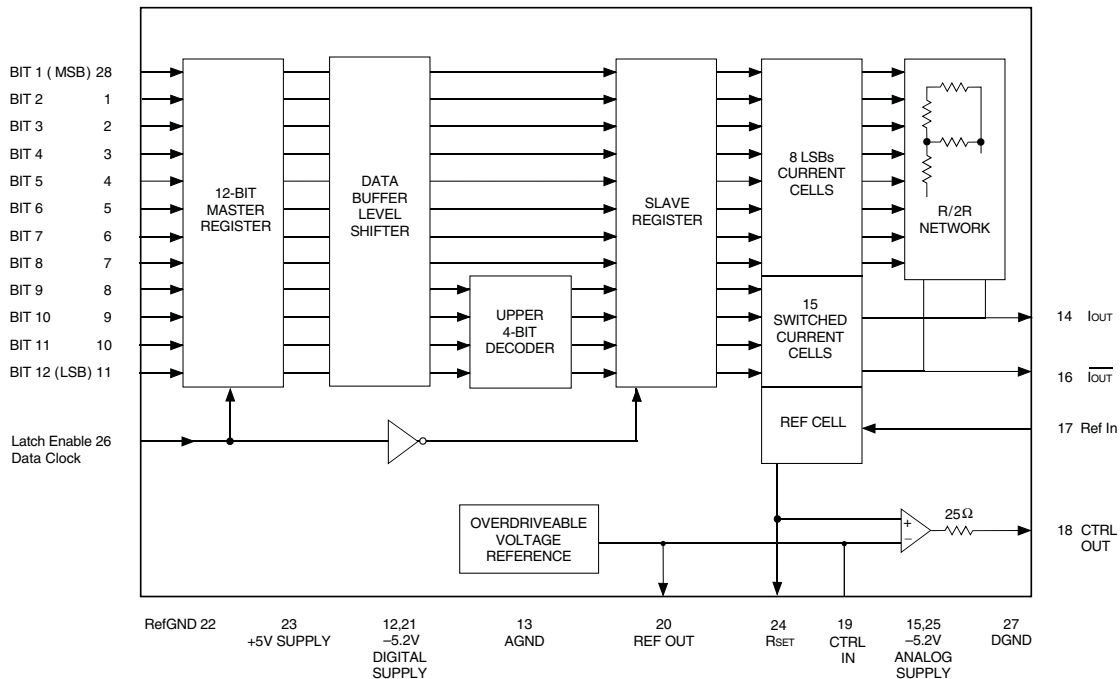 BIT 1 ( MSB) 28
BIT 2 1
BIT 3 2
BIT 4 3
BIT 5 4
BIT 6 5
BIT 7 6
BIT 8 7
BIT 9 8
BIT 10 9
BIT 11 10
BIT 12 (LSB) 11
Latch Enable 26
Data Clock
12-BIT
MASTER
REGISTER
DATA
BUFFER
LEVEL
SHIFTER
UPPER
4-BIT
DECODER
SLAVE
REGISTER
8 LSBs
CURRENT
CELLS
15
SWITCHED
CURRENT
CELLS
REF CELL
R/2R
NETWORK
14 IOUT
16 I̅O̅U̅T̅
17 Ref In
OVERDRIVEABLE
VOLTAGE
REFERENCE
+
–
25Ω
18 CTRL
OUT
RefGND 22
23
+5V SUPPLY
12,21
–5.2V
DIGITAL
SUPPLY
13
AGND
20
REF OUT
24
RSET
19
CTRL
IN
15,25
–5.2V
ANALOG
SUPPLY
27
DGND